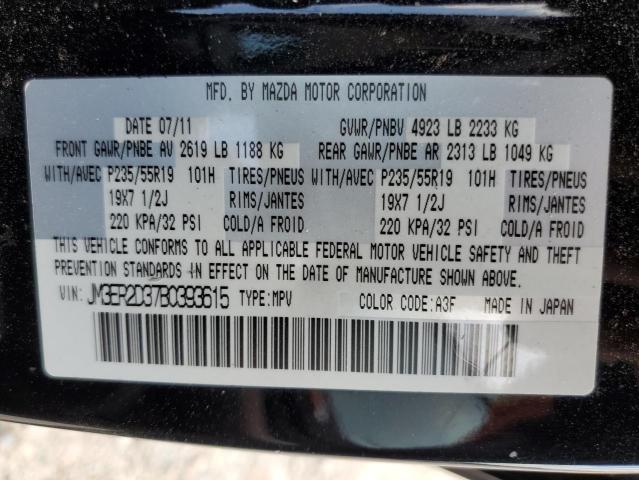 MFD. BY MAZDA MOTOR CORPORATION
DATE 07/11 GVWR/PNBV 4923 LB 2233 KG
FRONT GAWR/PNBE AV 2619 LB 1188 KG REAR GAWR/PNBE AR 2313 LB 1049 KG
WITH/AVEC P235/55R19 101H TIRES/PNEUS WITH/AVEC P235/55R19 101H TIRES/PNEUS
19X7 1/2J RIMS/JANTES 19X7 1/2J RIMS/JANTES
220 KPA/32 PSI COLD/A FROID 220 KPA/32 PSI COLD/A FROID
THIS VEHICLE CONFORMS TO ALL APPLICABLE FEDERAL MOTOR VEHICLE SAFETY AND THEFT
PREVENTION STANDARDS IN EFFECT ON THE DATE OF MANUFACTURE SHOWN ABOVE.
VIN: JM3ER2D37BC393615 TYPE:MPV COLOR CODE:A3F MADE IN JAPAN